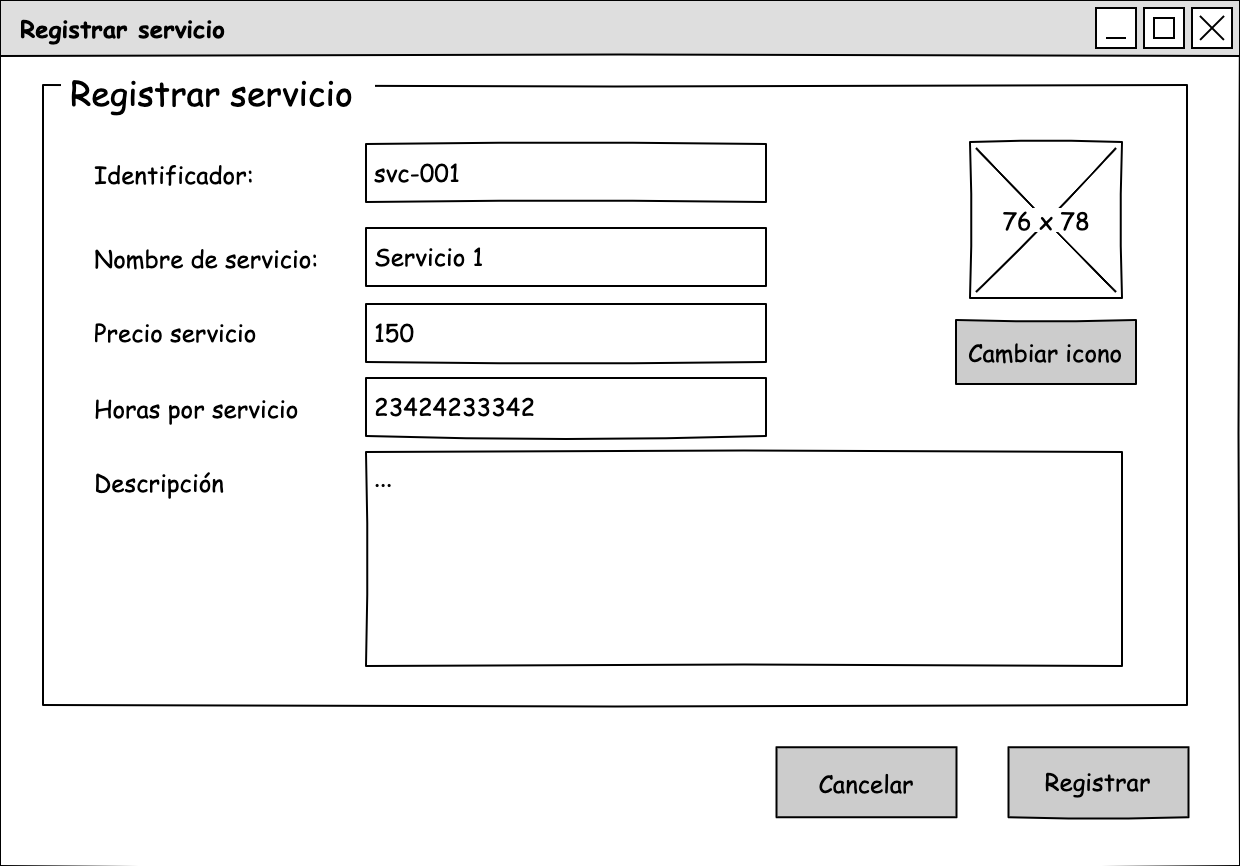 Registrar servicio
Registrar servicio
Identificador:
svc-001
76 x 78
Nombre de servicio:
Servicio 1
Precio servicio
150
Cambiar icono
Horas por servicio
23424233342
Descripción
...
Cancelar
Registrar